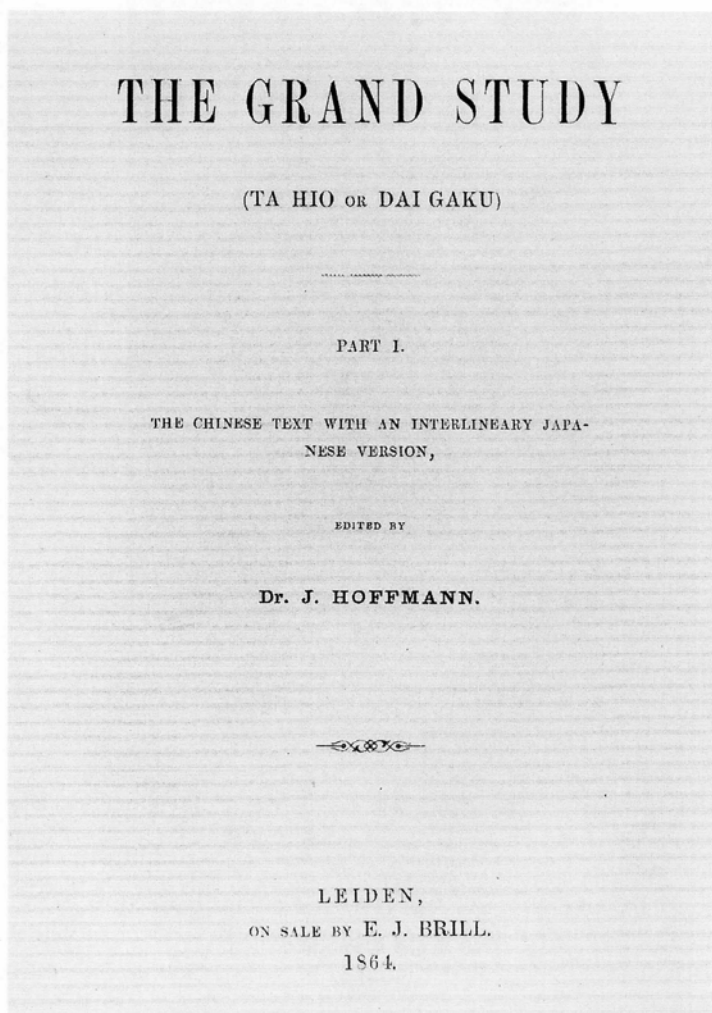 THE GRAND STUDY
(TA HIO OR DAI GAKU)
PART I.
THE CHINESE TEXT WITH AN INTERLINEARY JAPA-
NESE VERSION,
EDITED BY
Dr. J. HOFFMANN.
LEIDEN,
ON SALE BY E. J. BRILL.
1864.